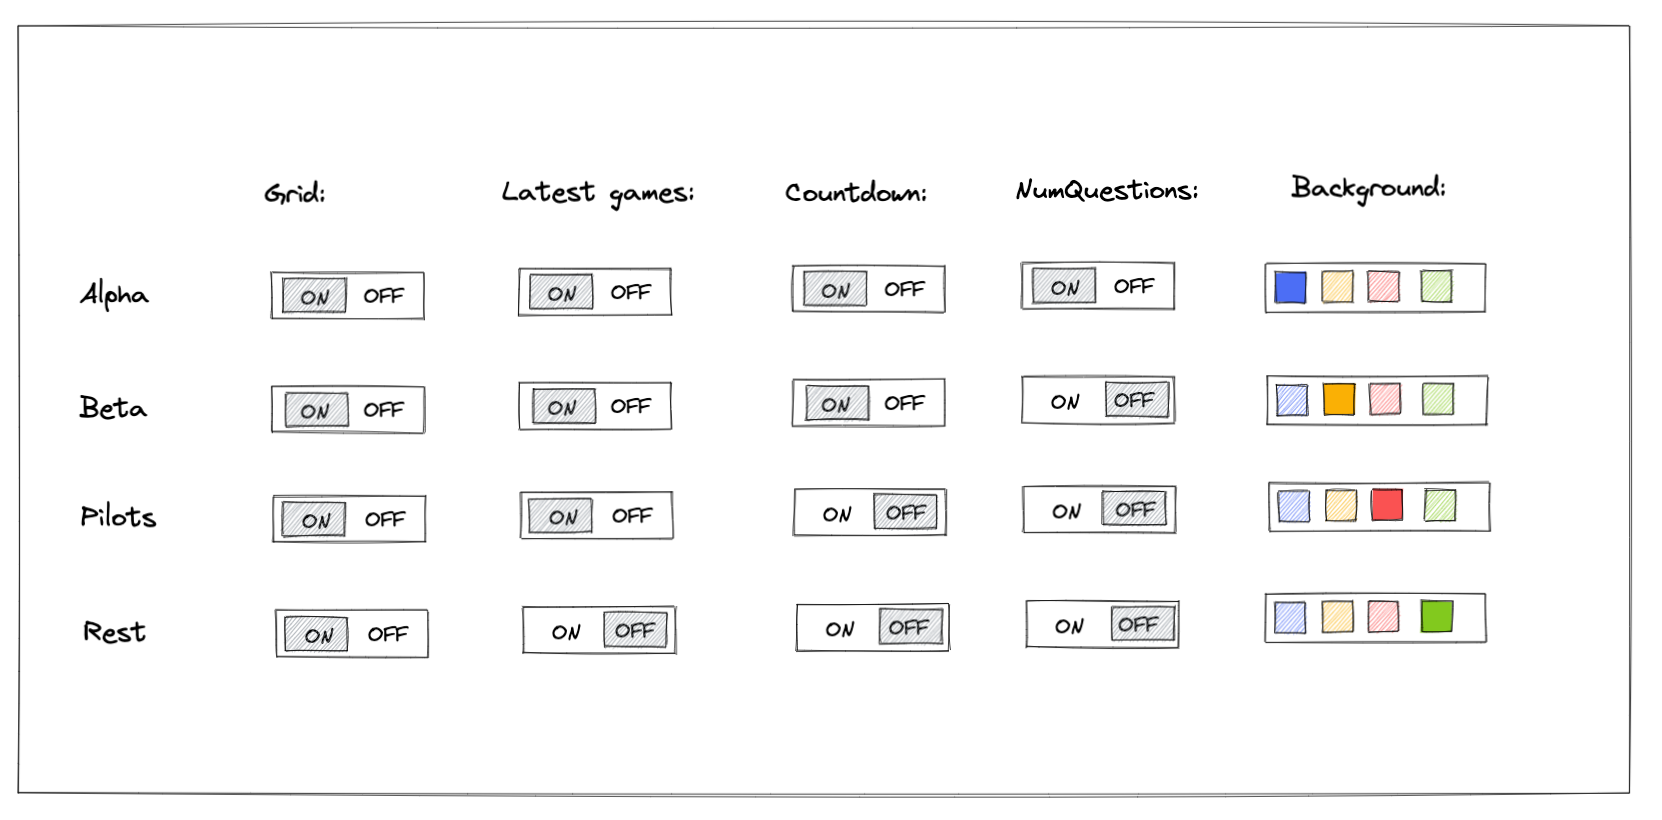 Grid: Latest games: Countdown: NumQuestions: Background:
Alpha ON OFF ON OFF ON OFF ON OFF
Beta ON OFF ON OFF ON OFF ON OFF
Pilots ON OFF ON OFF ON OFF ON OFF
Rest ON OFF ON OFF ON OFF ON OFF